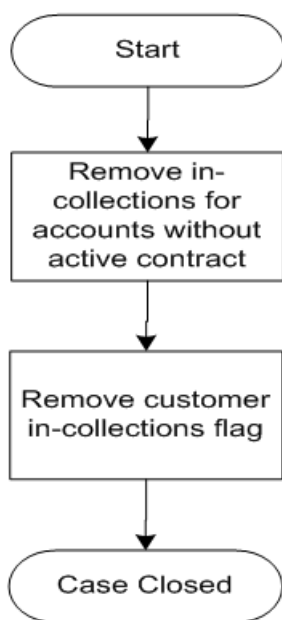 Start
Remove in-
collections for
accounts without
active contract
Remove customer
in-collections flag
Case Closed